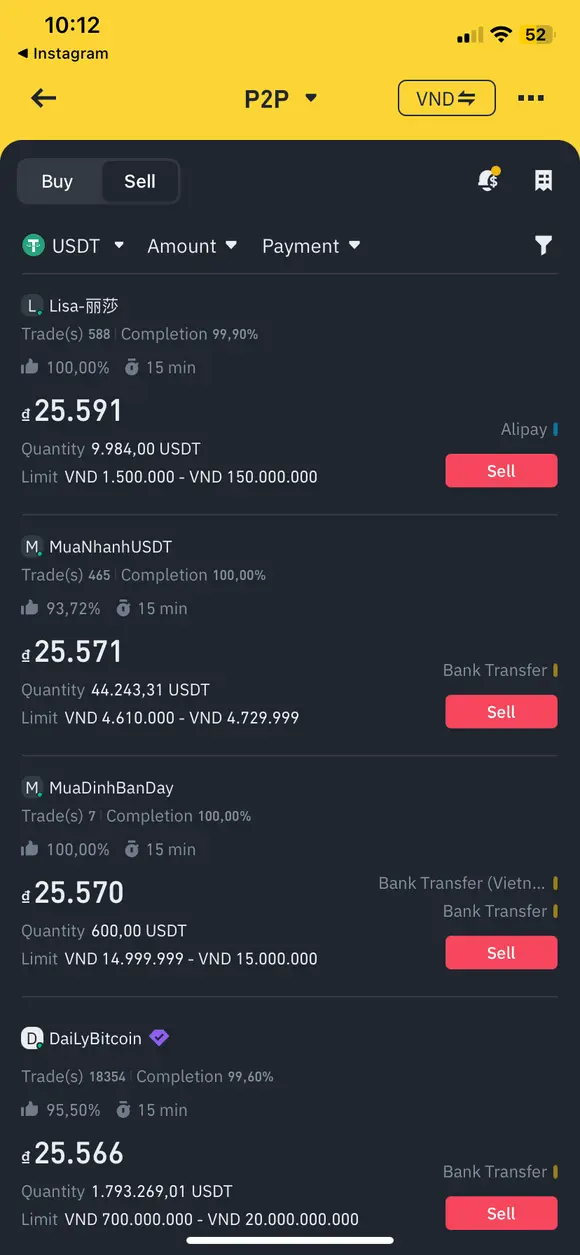 10:12
52
◀ Instagram
P2P
VND
Buy
Sell
USDT
Amount
Payment
L Lisa-丽莎
Trade(s) 588 | Completion 99,90%
100,00% 15 min
₫25.591
Alipay
Quantity 9.984,00 USDT
Limit VND 1.500.000 - VND 150.000.000
Sell
M MuaNhanhUSDT
Trade(s) 465 | Completion 100,00%
93,72% 15 min
₫25.571
Bank Transfer
Quantity 44.243,31 USDT
Limit VND 4.610.000 - VND 4.729.999
Sell
M MuaDinhBanDay
Trade(s) 7 | Completion 100,00%
100,00% 15 min
₫25.570
Bank Transfer (Vietn...
Bank Transfer
Quantity 600,00 USDT
Limit VND 14.999.999 - VND 15.000.000
Sell
D DaiLyBitcoin
Trade(s) 18354 | Completion 99,60%
95,50% 15 min
₫25.566
Bank Transfer
Quantity 1.793.269,01 USDT
Limit VND 700.000.000 - VND 20.000.000.000
Sell